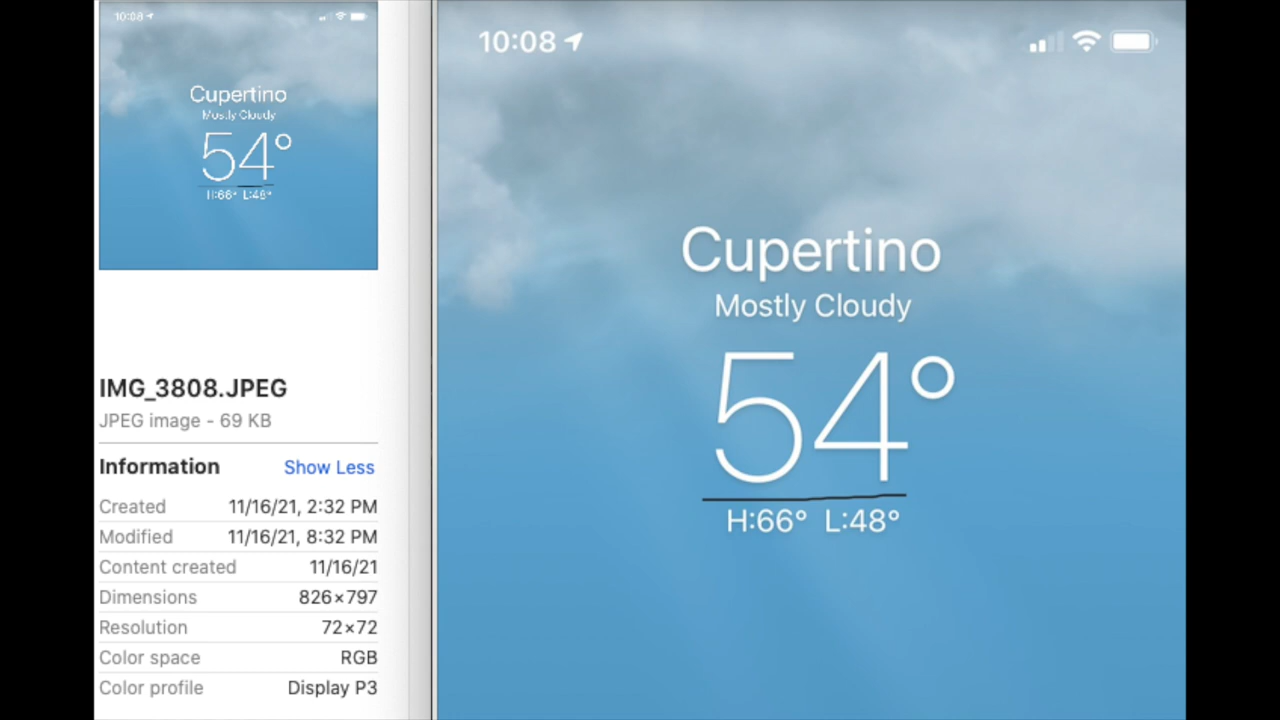 10:08
Cupertino
Mostly Cloudy
54°
H:66° L:48°
IMG_3808.JPEG
JPEG image - 69 KB
Information Show Less
Created 11/16/21, 2:32 PM
Modified 11/16/21, 8:32 PM
Content created 11/16/21
Dimensions 826×797
Resolution 72×72
Color space RGB
Color profile Display P3
10:08
Cupertino
Mostly Cloudy
54°
H:66° L:48°